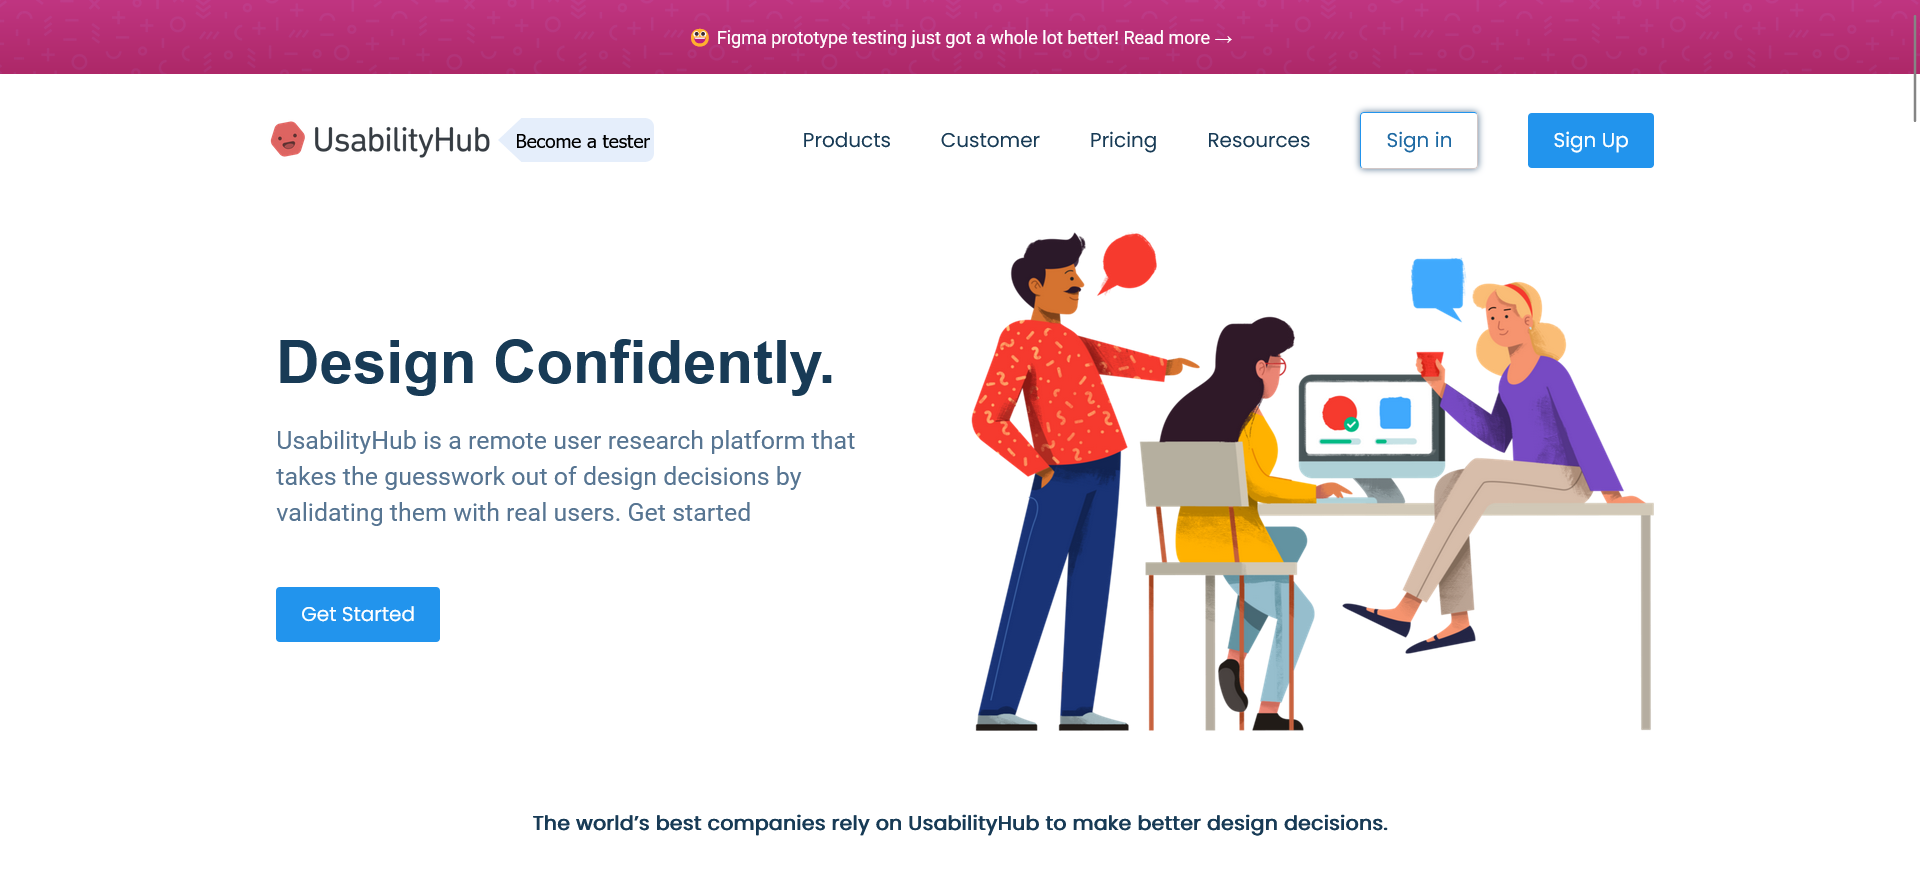 Figma prototype testing just got a whole lot better! Read more →
UsabilityHub
Become a tester
Products
Customer
Pricing
Resources
Sign in
Sign Up
Design Confidently.
UsabilityHub is a remote user research platform that
takes the guesswork out of design decisions by
validating them with real users. Get started
Get Started
The world's best companies rely on UsabilityHub to make better design decisions.